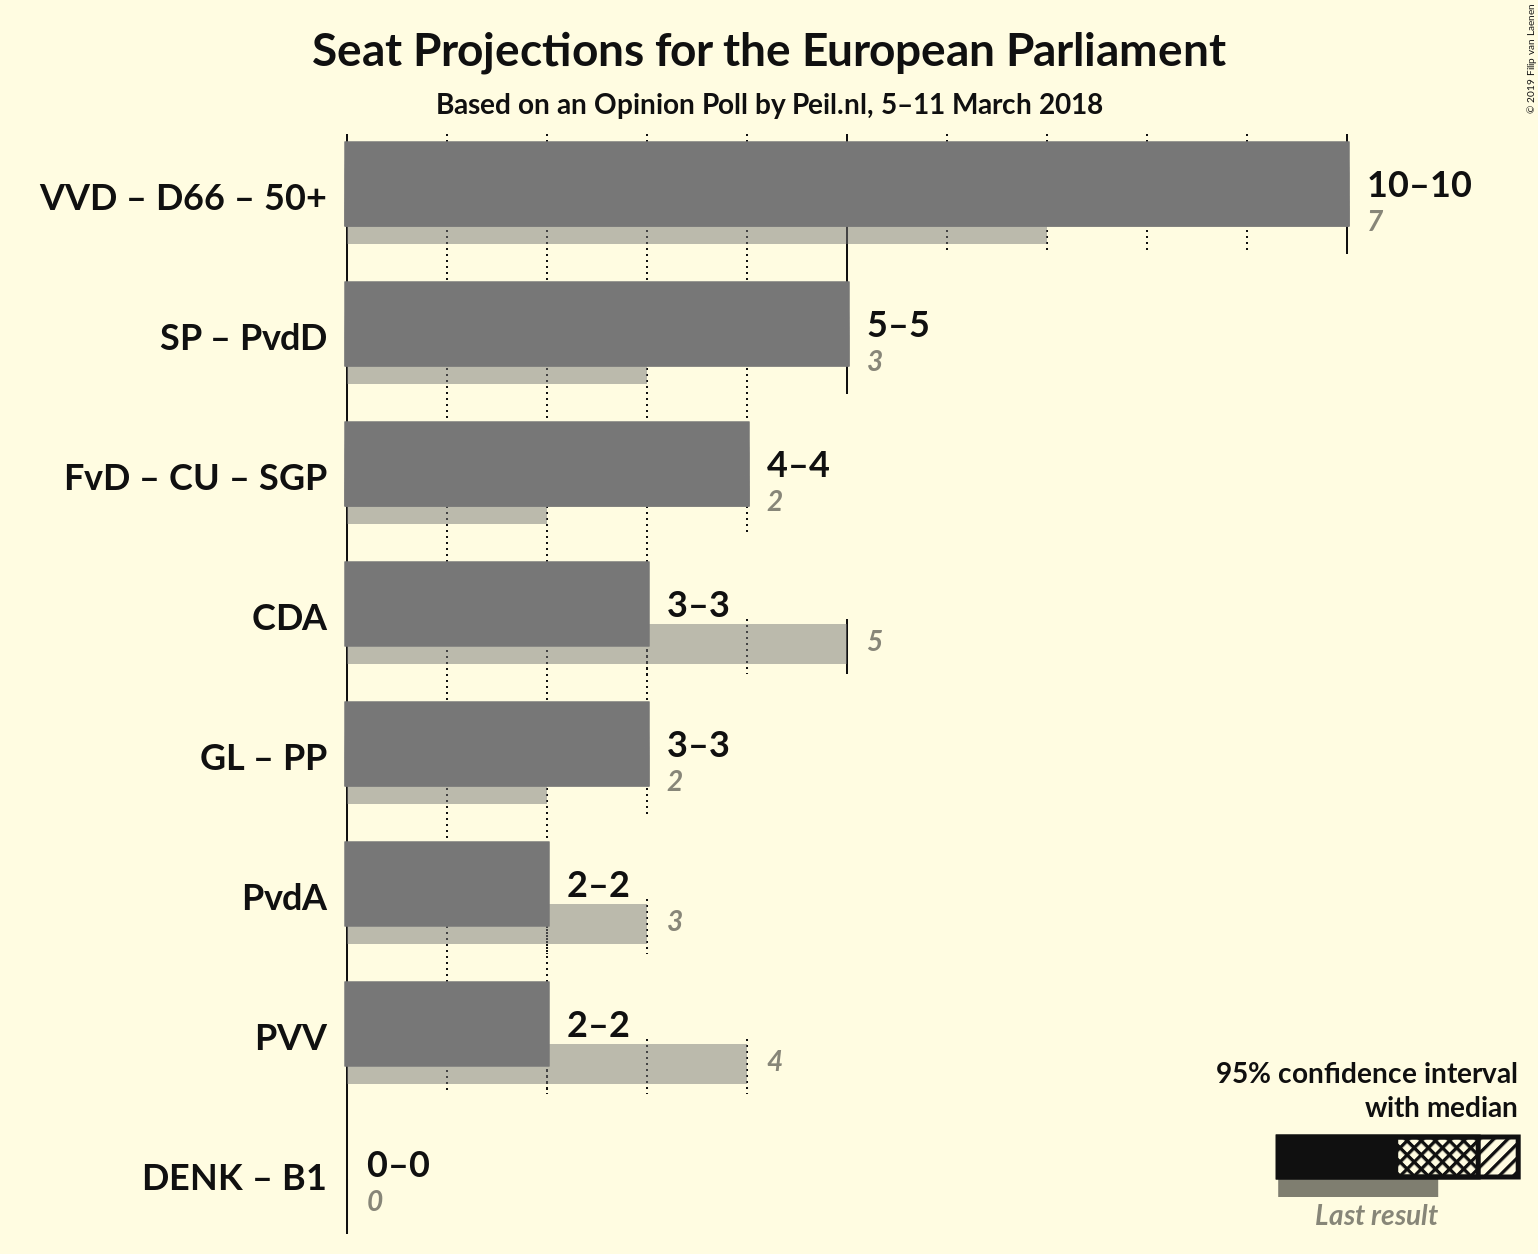 Seat Projections for the European Parliament
Based on an Opinion Poll by Peil.nl, 5–11 March 2018
© 2019 Filip van Laenen
VVD – D66 – 50+
10–10
7
SP – PvdD
5–5
3
FvD – CU – SGP
4–4
2
CDA
3–3
5
GL – PP
3–3
2
PvdA
2–2
3
PVV
2–2
4
DENK – B1
0–0
0
95% confidence interval
with median
Last result